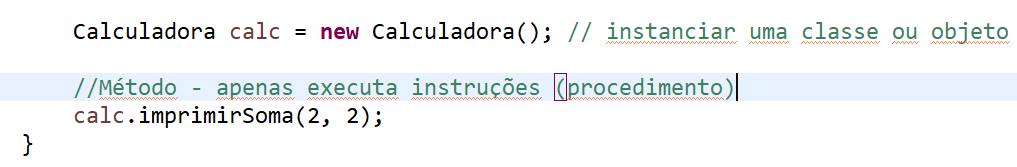 Calculadora calc = new Calculadora(); // instanciar uma classe ou objeto
//Método - apenas executa instruções (procedimento)
calc.imprimirSoma(2, 2);
}